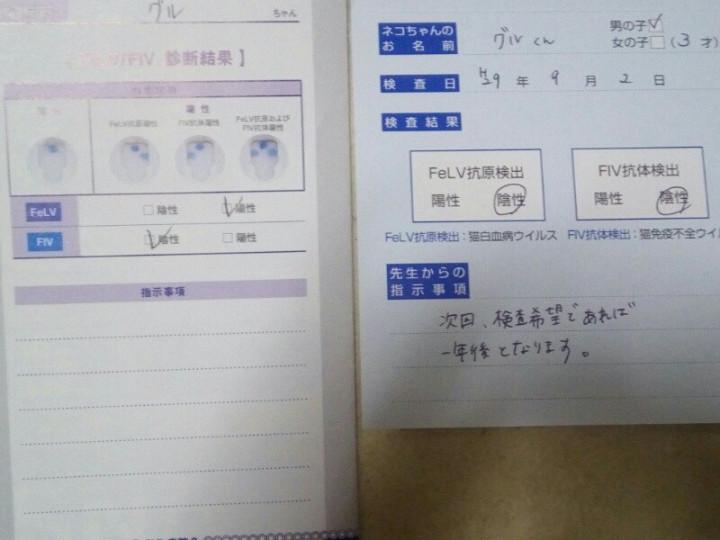 グル ちゃん
/FIV 診断結果】
陽性
FeLV抗原陽性 FIV抗体陽性 FeLV抗原および
FIV抗体陽性
FeLV □陰性 ☑陽性
FIV ☑陰性 □陽性
指示事項
ネコちゃんの
お名前
グルくん
男の子☑
女の子□(3才)
検査日 H29年 9月 2日
検査結果
FeLV抗原検出 FIV抗体検出
陽性 陰性 陽性 陰性
FeLV抗原検出:猫白血病ウイルス FIV抗体検出:猫免疫不全ウイ
先生からの
指示事項
次回、検査希望であれば
一年後となります。